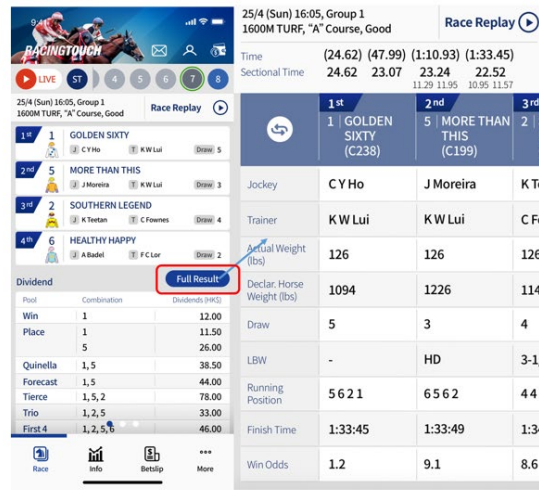 9:41
RACINGTOUCH
LIVE ST 4 5 6 7 8
25/4 (Sun) 16:05, Group 1
1600M TURF, "A" Course, Good
Race Replay
1st 1 GOLDEN SIXTY
J C Y Ho T K W Lui Draw 5
2nd 5 MORE THAN THIS
J J Moreira T K W Lui Draw 3
3rd 2 SOUTHERN LEGEND
J K Teetan T C Fownes Draw 4
4th 6 HEALTHY HAPPY
J A Badel T F C Lor Draw 2
Dividend
Full Result
Pool Combination Dividends (HK$)
Win 1 12.00
Place 1 11.50
5 26.00
Quinella 1, 5 38.50
Forecast 1, 5 44.00
Tierce 1, 5, 2 78.00
Trio 1, 2, 5 33.00
First 4 1, 2, 5, 6 46.00
Race Info Betslip More
25/4 (Sun) 16:05, Group 1
1600M TURF, "A" Course, Good
Race Replay
Time (24.62) (47.99) (1:10.93) (1:33.45)
Sectional Time 24.62 23.07 23.24 22.52
11.29 11.95 10.95 11.57
1st 2nd 3rd
1 GOLDEN SIXTY (C238)
5 MORE THAN THIS (C199)
2
Jockey C Y Ho J Moreira K T
Trainer K W Lui K W Lui C F
Actual Weight (lbs) 126 126 126
Declar. Horse Weight (lbs) 1094 1226 114
Draw 5 3 4
LBW - HD 3-1
Running Position 5 6 2 1 6 5 6 2 4 4
Finish Time 1:33:45 1:33:49 1:34
Win Odds 1.2 9.1 8.6